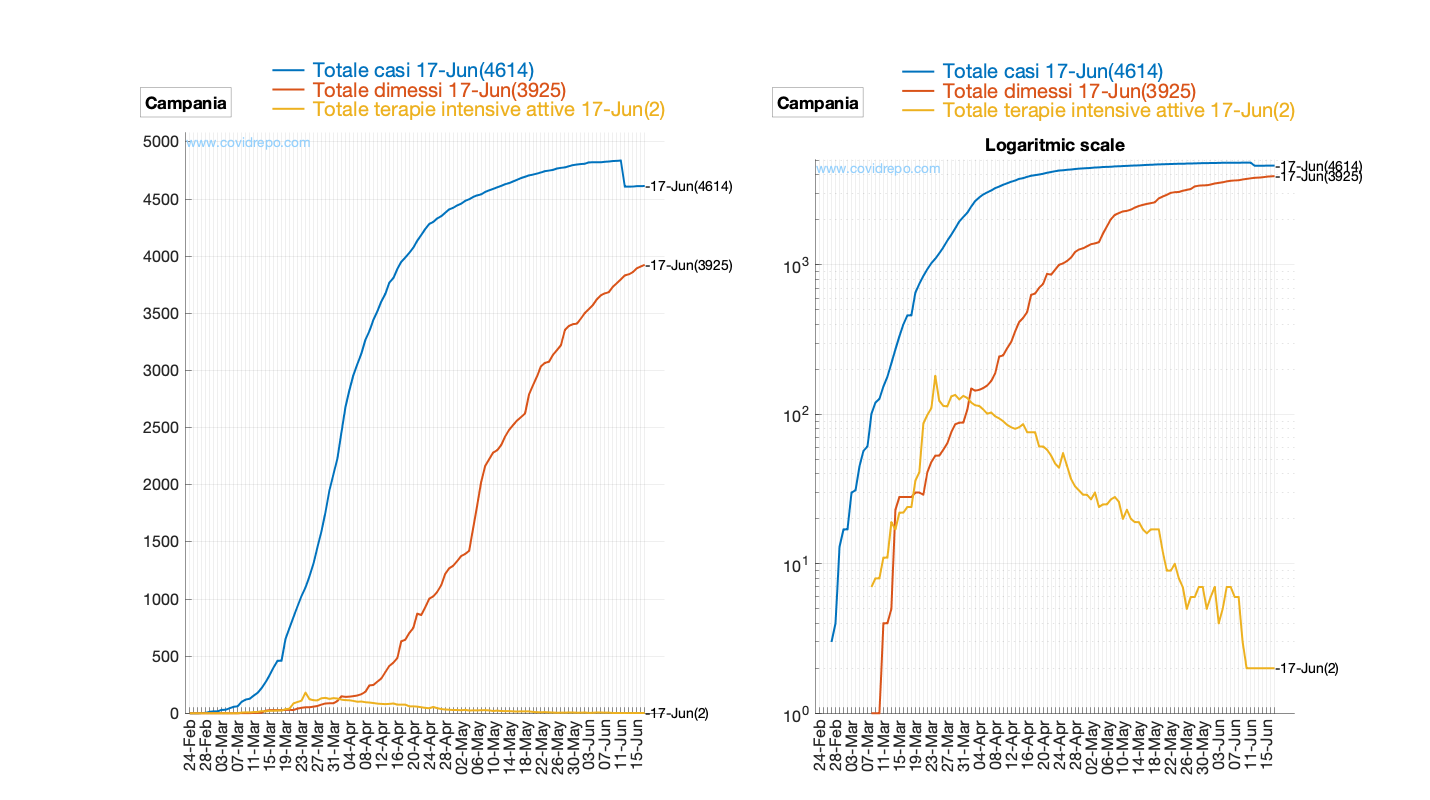 Totale casi 17-Jun(4614)
Totale dimessi 17-Jun(3925)
Totale terapie intensive attive 17-Jun(2)
Campania
www.covidrepo.com
5000
4500
4000
3500
3000
2500
2000
1500
1000
500
0
-17-Jun(4614)
-17-Jun(3925)
-17-Jun(2)
24-Feb
28-Feb
03-Mar
07-Mar
11-Mar
15-Mar
19-Mar
23-Mar
27-Mar
31-Mar
04-Apr
08-Apr
12-Apr
16-Apr
20-Apr
24-Apr
28-Apr
02-May
06-May
10-May
14-May
18-May
22-May
26-May
30-May
03-Jun
07-Jun
11-Jun
15-Jun
Totale casi 17-Jun(4614)
Totale dimessi 17-Jun(3925)
Totale terapie intensive attive 17-Jun(2)
Campania
Logaritmic scale
www.covidrepo.com
10³
10²
10¹
10⁰
-17-Jun(4614)
-17-Jun(3925)
-17-Jun(2)
24-Feb
28-Feb
03-Mar
07-Mar
11-Mar
15-Mar
19-Mar
23-Mar
27-Mar
31-Mar
04-Apr
08-Apr
12-Apr
16-Apr
20-Apr
24-Apr
28-Apr
02-May
06-May
10-May
14-May
18-May
22-May
26-May
30-May
03-Jun
07-Jun
11-Jun
15-Jun